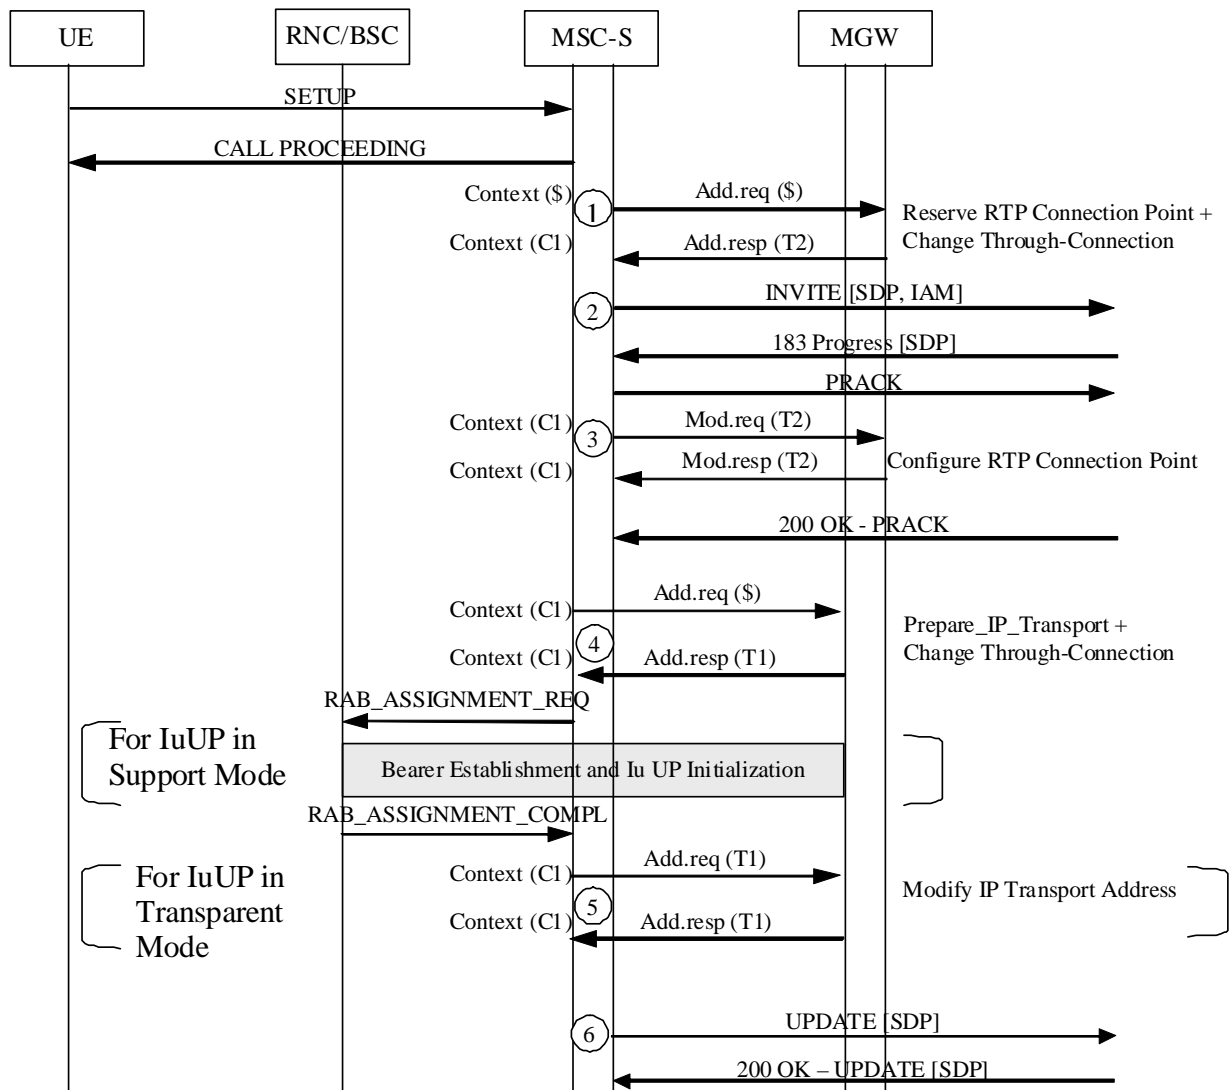 UE
RNC/BSC
MSC-S
MGW
SETUP
CALL PROCEEDING
Context ($)
1
Add.req ($)
Reserve RTP Connection Point +
Change Through-Connection
Context (C1)
Add.resp (T2)
2
INVITE [SDP, IAM]
183 Progress [SDP]
PRACK
Context (C1)
3
Mod.req (T2)
Context (C1)
Mod.resp (T2)
Configure RTP Connection Point
200 OK - PRACK
Context (C1)
Add.req ($)
4
Prepare_IP_Transport +
Change Through-Connection
Context (C1)
Add.resp (T1)
RAB_ASSIGNMENT_REQ
For IuUP in
Support Mode
Bearer Establishment and Iu UP Initialization
RAB_ASSIGNMENT_COMPL
For IuUP in
Transparent
Mode
Context (C1)
Add.req (T1)
5
Modify IP Transport Address
Context (C1)
Add.resp (T1)
6
UPDATE [SDP]
200 OK – UPDATE [SDP]